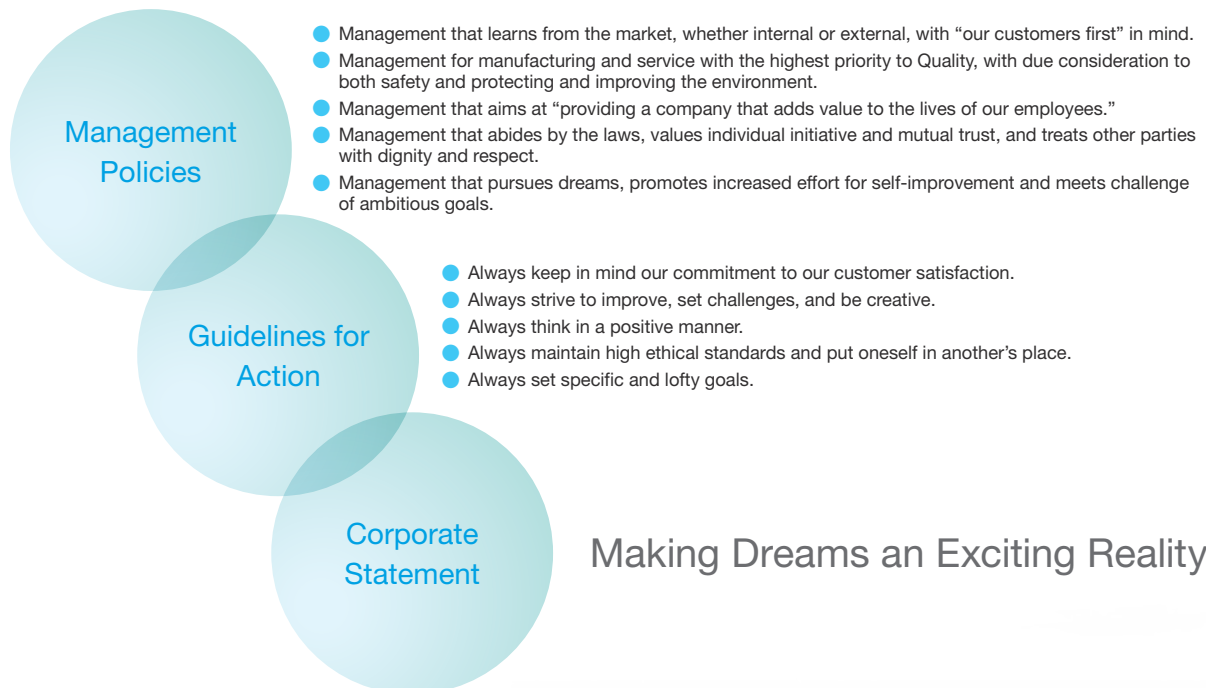 Management
Policies
Management that learns from the market, whether internal or external, with “our customers first” in mind.
Management for manufacturing and service with the highest priority to Quality, with due consideration to
both safety and protecting and improving the environment.
Management that aims at “providing a company that adds value to the lives of our employees.”
Management that abides by the laws, values individual initiative and mutual trust, and treats other parties
with dignity and respect.
Management that pursues dreams, promotes increased effort for self-improvement and meets challenge
of ambitious goals.
Guidelines for
Action
Always keep in mind our commitment to our customer satisfaction.
Always strive to improve, set challenges, and be creative.
Always think in a positive manner.
Always maintain high ethical standards and put oneself in another’s place.
Always set specific and lofty goals.
Corporate
Statement
Making Dreams an Exciting Reality